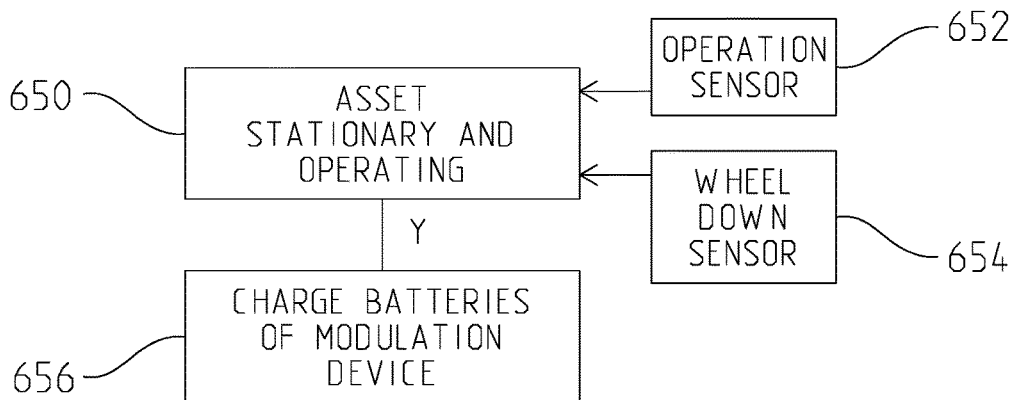 650
ASSET
STATIONARY AND
OPERATING
OPERATION
SENSOR
652
WHEEL
DOWN
SENSOR
654
Y
CHARGE BATTERIES
OF MODULATION
DEVICE
656